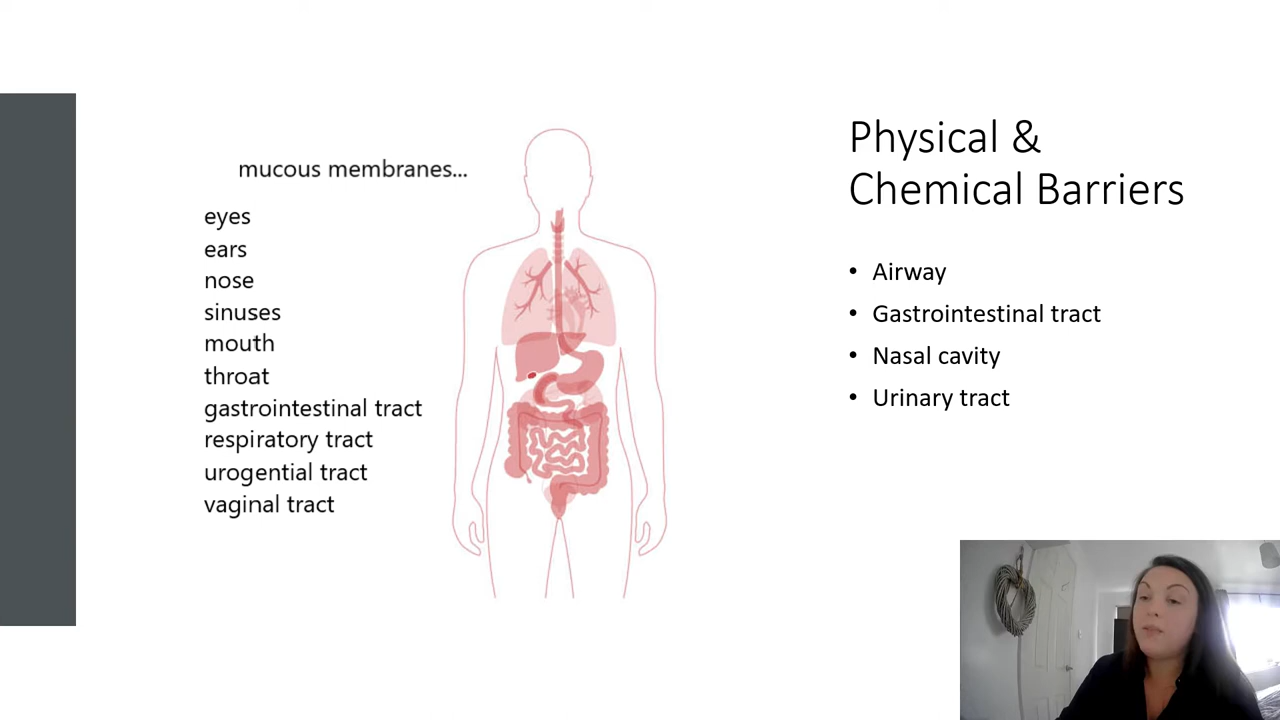 mucous membranes...
eyes
ears
nose
sinuses
mouth
throat
gastrointestinal tract
respiratory tract
urogential tract
vaginal tract
Physical &
Chemical Barriers
• Airway
• Gastrointestinal tract
• Nasal cavity
• Urinary tract